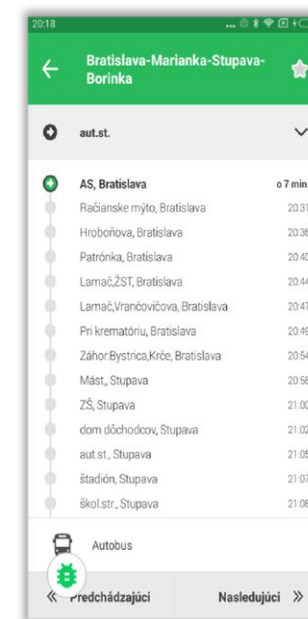 20:18
Bratislava-Marianka-Stupava-
Borinka
aut.st.
AS, Bratislava o 7 min.
Račianske mýto, Bratislava 20:31
Hroboňova, Bratislava 20:36
Patrónka, Bratislava 20:40
Lamač,ŽST, Bratislava 20:44
Lamač,Vrančovičova, Bratislava 20:47
Pri krematóriu, Bratislava 20:49
Záhor.Bystrica,Krče, Bratislava 20:54
Mást,, Stupava 20:58
ZŠ, Stupava 21:00
dom dôchodcov, Stupava 21:02
aut.st., Stupava 21:05
štadión, Stupava 21:07
škol.str., Stupava 21:08
Autobus
Predchádzajúci Nasledujúci